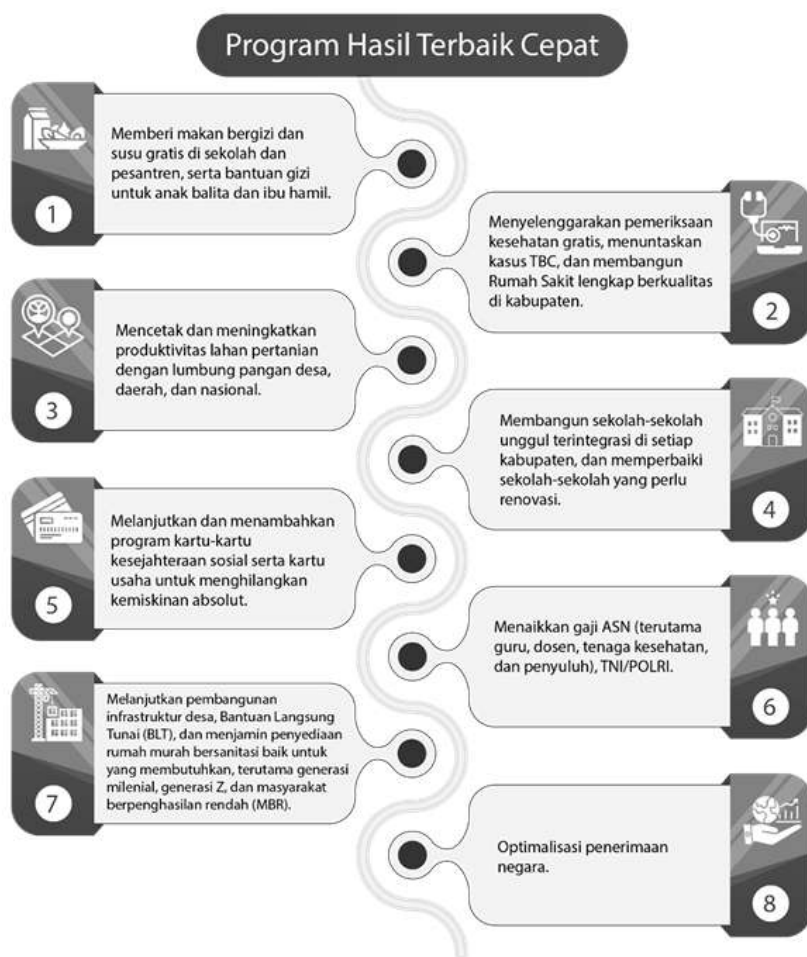 Program Hasil Terbaik Cepat
Memberi makan bergizi dan
susu gratis di sekolah dan
pesantren, serta bantuan gizi
untuk anak balita dan ibu hamil.
1
Menyelenggarakan pemeriksaan
kesehatan gratis, menuntaskan
kasus TBC, dan membangun
Rumah Sakit lengkap berkualitas
di kabupaten.
2
Mencetak dan meningkatkan
produktivitas lahan pertanian
dengan lumbung pangan desa,
daerah, dan nasional.
3
Membangun sekolah-sekolah
unggul terintegrasi di setiap
kabupaten, dan memperbaiki
sekolah-sekolah yang perlu
renovasi.
4
Melanjutkan dan menambahkan
program kartu-kartu
kesejahteraan sosial serta kartu
usaha untuk menghilangkan
kemiskinan absolut.
5
Menaikkan gaji ASN (terutama
guru, dosen, tenaga kesehatan,
dan penyuluh), TNI/POLRI.
6
Melanjutkan pembangunan
infrastruktur desa, Bantuan Langsung
Tunai (BLT), dan menjamin penyediaan
rumah murah bersanitasi baik untuk
yang membutuhkan, terutama generasi
milenial, generasi Z, dan masyarakat
berpenghasilan rendah (MBR).
7
Optimalisasi penerimaan
negara.
8